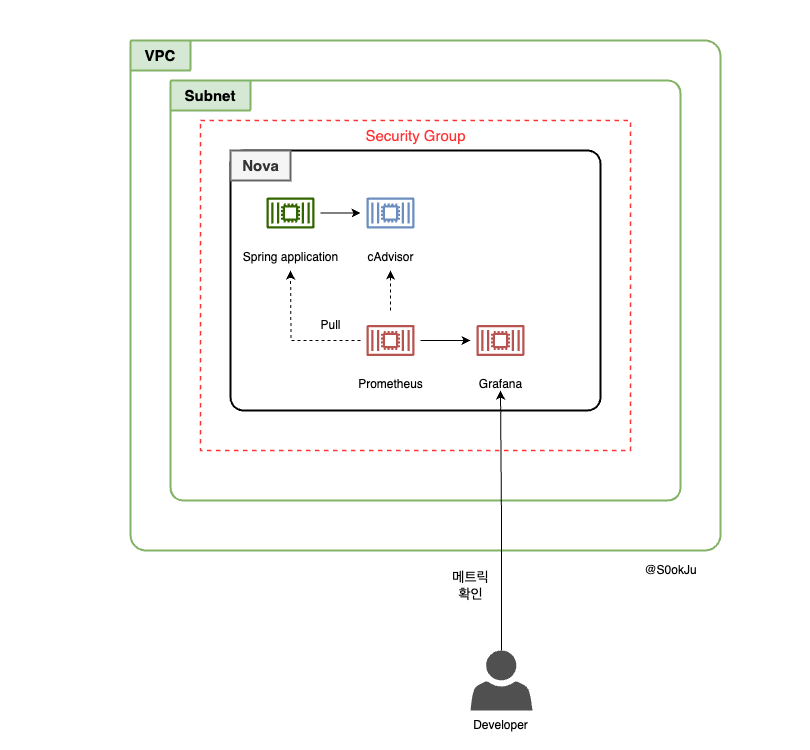 VPC
Subnet
Security Group
Nova
Spring application
cAdvisor
Pull
Prometheus
Grafana
메트릭
확인
@S0okJu
Developer